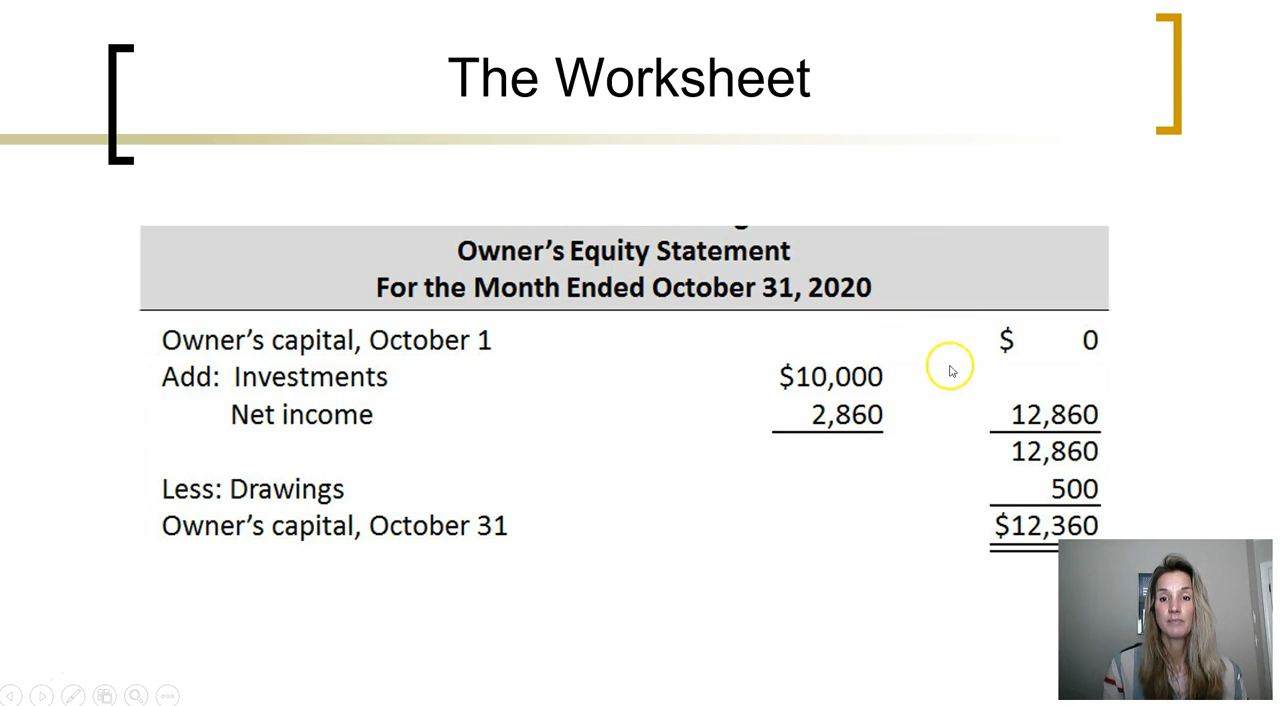 The Worksheet
Owner’s Equity Statement
For the Month Ended October 31, 2020
Owner’s capital, October 1 $ 0
Add: Investments $10,000
Net income 2,860 12,860
12,860
Less: Drawings 500
Owner’s capital, October 31 $12,360